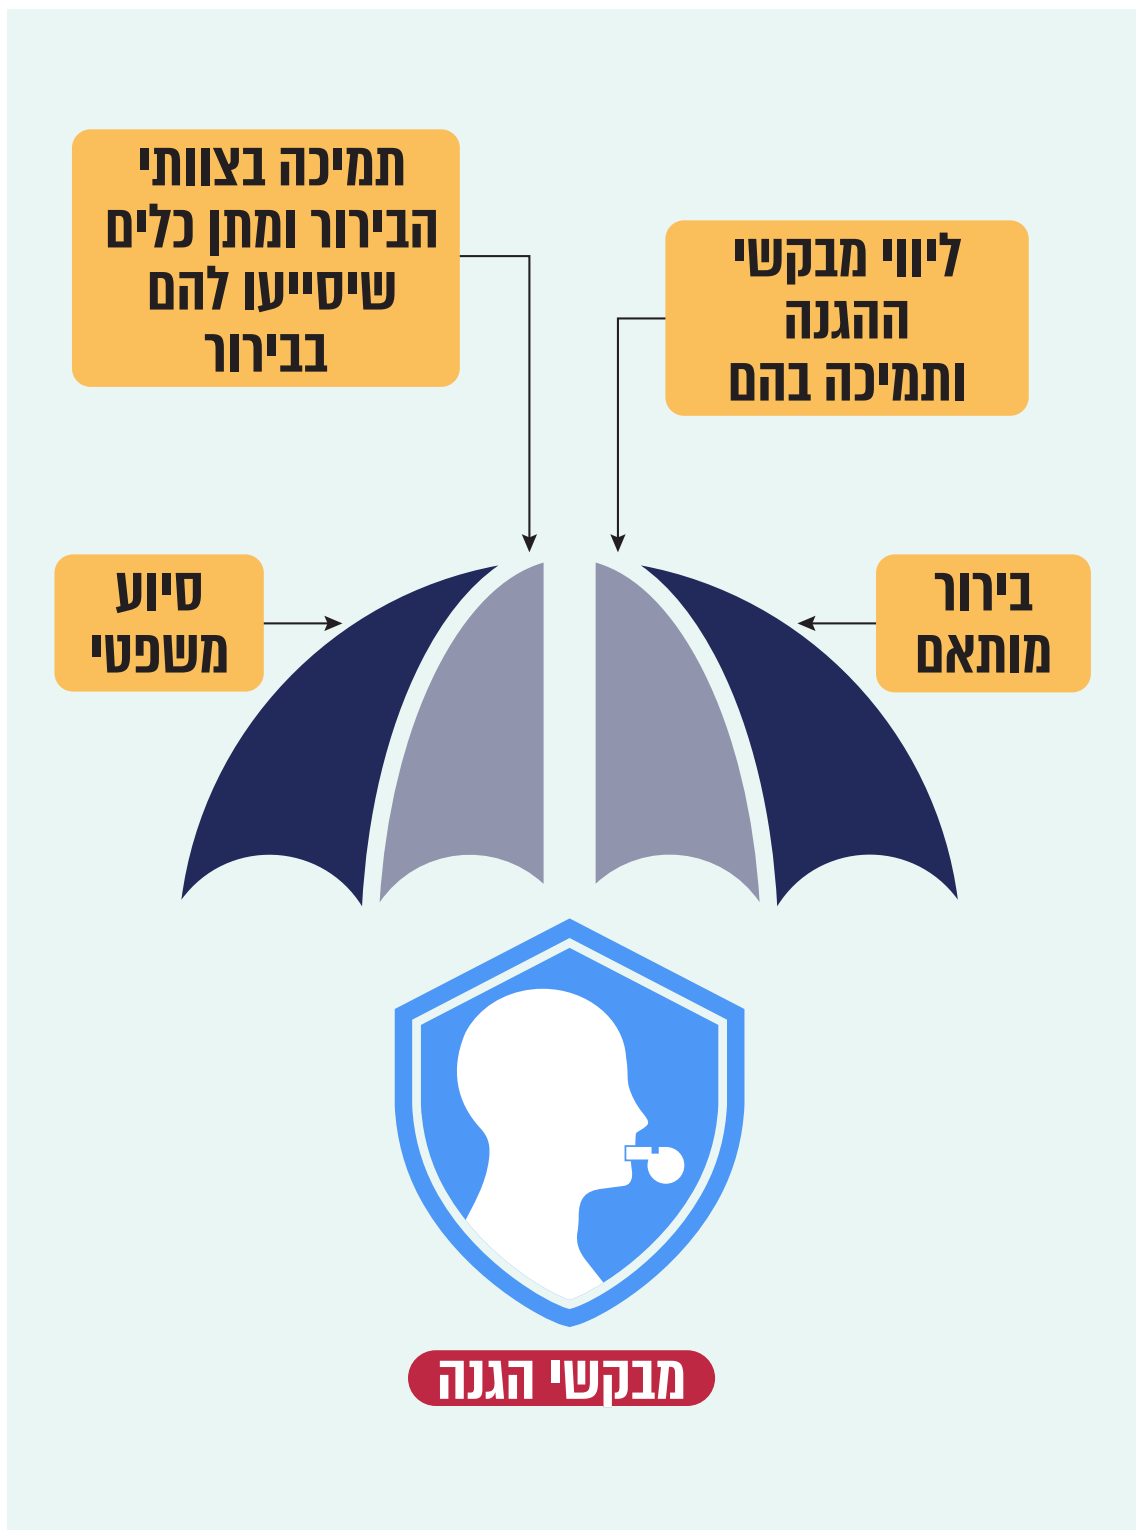 תמיכה בצוותי
הבירור ומתן כלים
שיסייעו להם
בבירור
ליווי מבקשי
ההגנה
ותמיכה בהם
סיוע
משפטי
בירור
מותאם
מבקשי הגנה